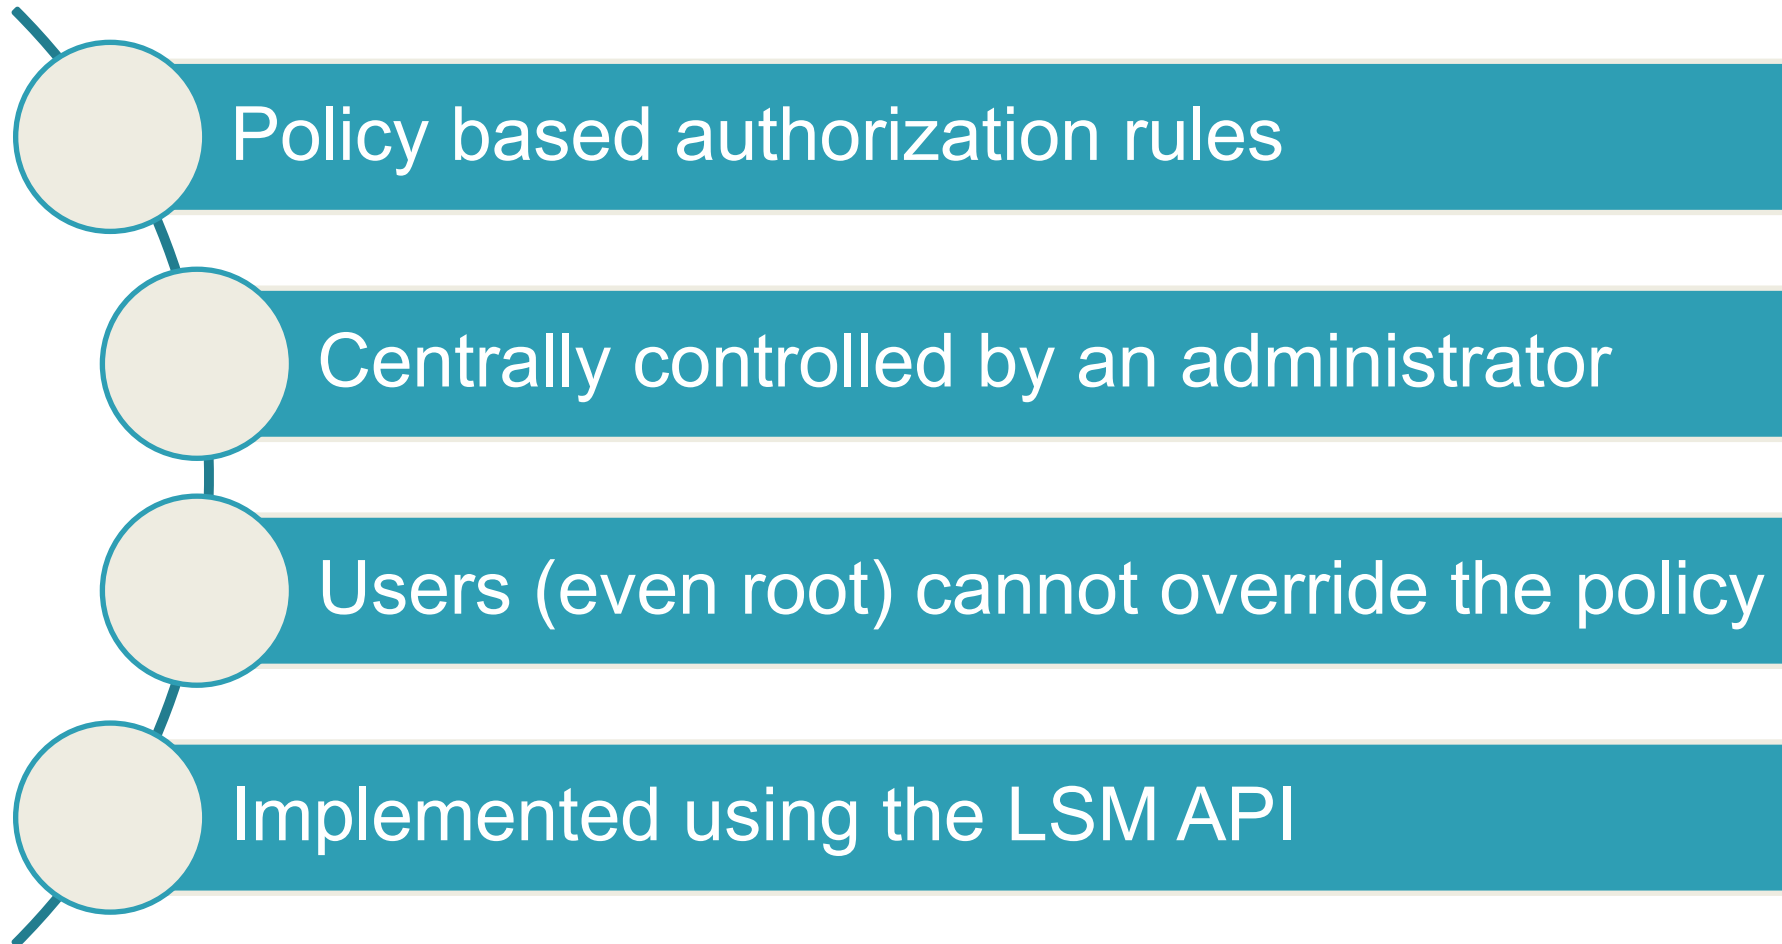 Policy based authorization rules
Centrally controlled by an administrator
Users (even root) cannot override the policy
Implemented using the LSM API